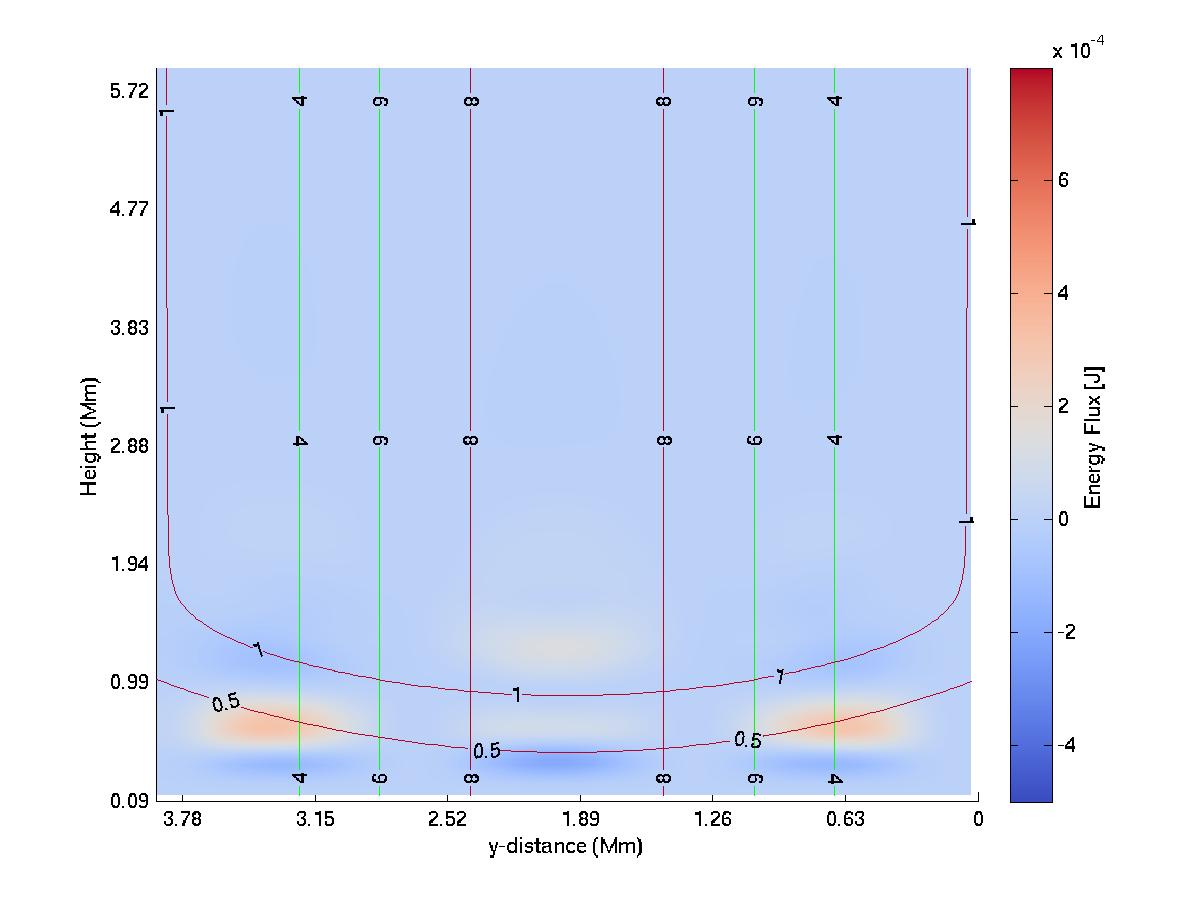 x 10-4
5.72
4.77
3.83
2.88
1.94
0.99
0.09
Height (Mm)
1 4 6 8 8 6 4
1
1 4 6 8 8 6 4
1
1 1
1
0.5 0.5 0.5
4 6 8 8 6 4
3.78 3.15 2.52 1.89 1.26 0.63 0
y-distance (Mm)
6
4
2
0
-2
-4
Energy Flux [J]